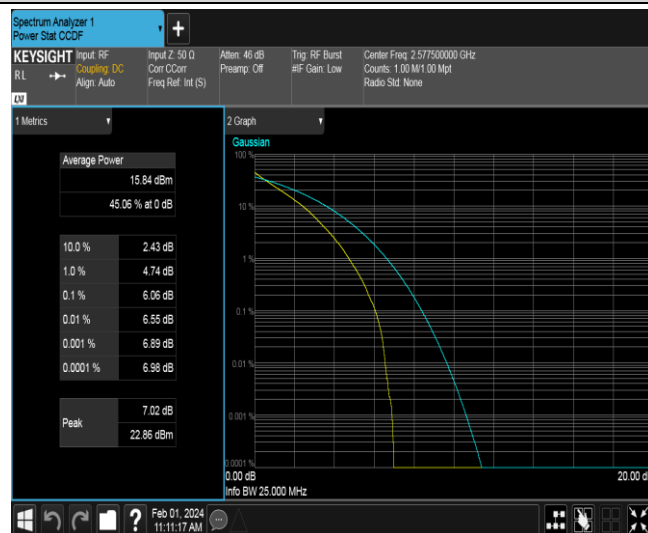 Spectrum Analyzer 1
Power Stat CCDF
+
KEYSIGHT
RL
LXI
Input: RF
Coupling: DC
Align: Auto
Input Z: 50 Ω
Corr CCorr
Freq Ref: Int (S)
Atten: 46 dB
Preamp: Off
Trig: RF Burst
#IF Gain: Low
Center Freq: 2.577500000 GHz
Counts: 1.00 M/1.00 Mpt
Radio Std: None
1 Metrics
Average Power
15.84 dBm
45.06 % at 0 dB
10.0 % 2.43 dB
1.0 % 4.74 dB
0.1 % 6.06 dB
0.01 % 6.55 dB
0.001 % 6.89 dB
0.0001 % 6.98 dB
Peak
7.02 dB
22.86 dBm
2 Graph
Gaussian
100 %
10 %
1 %
0.1 %
0.01 %
0.001 %
0.0001 %
0.00 dB
20.00 d
Info BW 25.000 MHz
?
Feb 01, 2024
11:11:17 AM